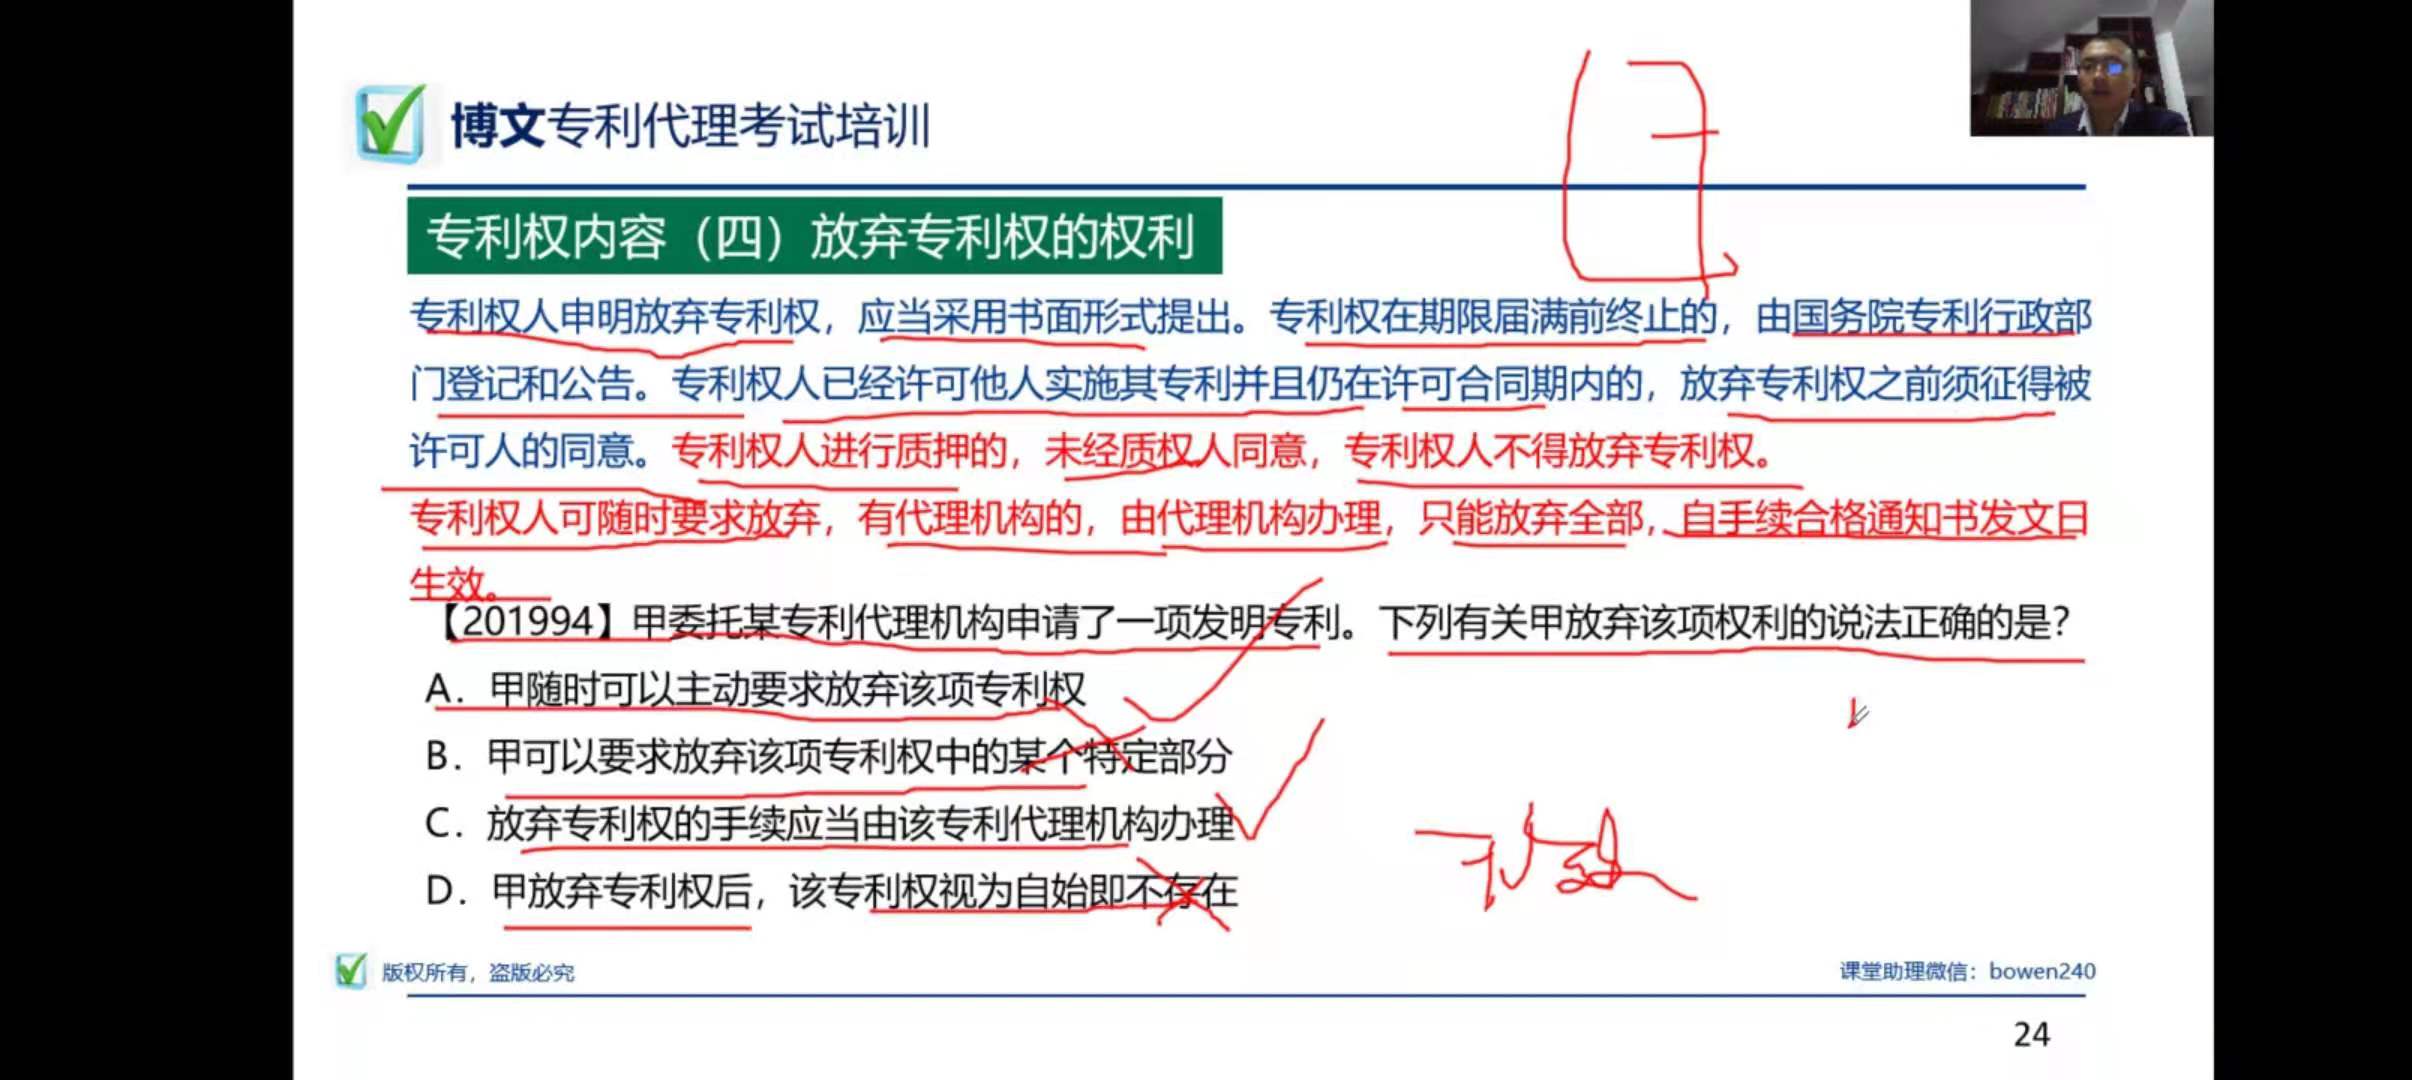 博文专利代理考试培训
专利权内容（四）放弃专利权的权利
专利权人申明放弃专利权，应当采用书面形式提出。专利权在期限届满前终止的，由国务院专利行政部
门登记和公告。专利权人已经许可他人实施其专利并且仍在许可合同期内的，放弃专利权之前须征得被
许可人的同意。专利权人进行质押的，未经质权人同意，专利权人不得放弃专利权。
专利权人可随时要求放弃，有代理机构的，由代理机构办理，只能放弃全部，自手续合格通知书发文日
生效。
【201994】甲委托某专利代理机构申请了一项发明专利。下列有关甲放弃该项权利的说法正确的是？
A．甲随时可以主动要求放弃该项专利权
B．甲可以要求放弃该项专利权中的某个特定部分
C．放弃专利权的手续应当由该专利代理机构办理
D．甲放弃专利权后，该专利权视为自始即不存在
版权所有，盗版必究
课堂助理微信：bowen240
24